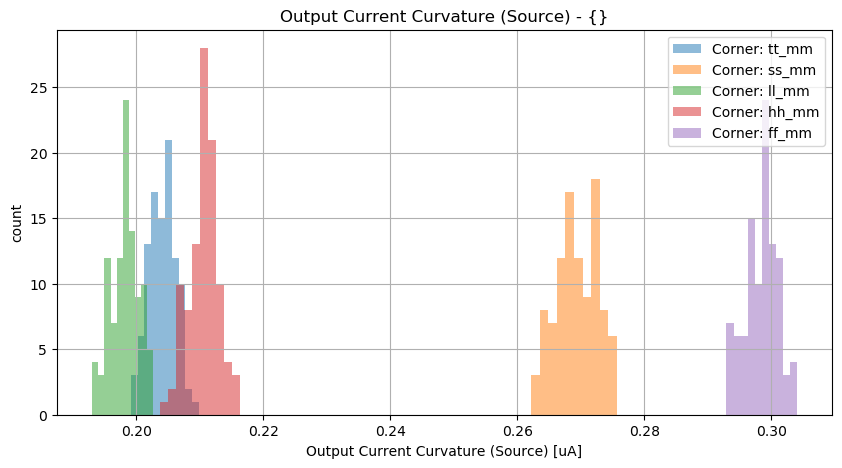 Output Current Curvature (Source) - {}
Corner: tt_mm
Corner: ss_mm
Corner: ll_mm
Corner: hh_mm
Corner: ff_mm
count
25
20
15
10
5
0
0.20 0.22 0.24 0.26 0.28 0.30
Output Current Curvature (Source) [uA]